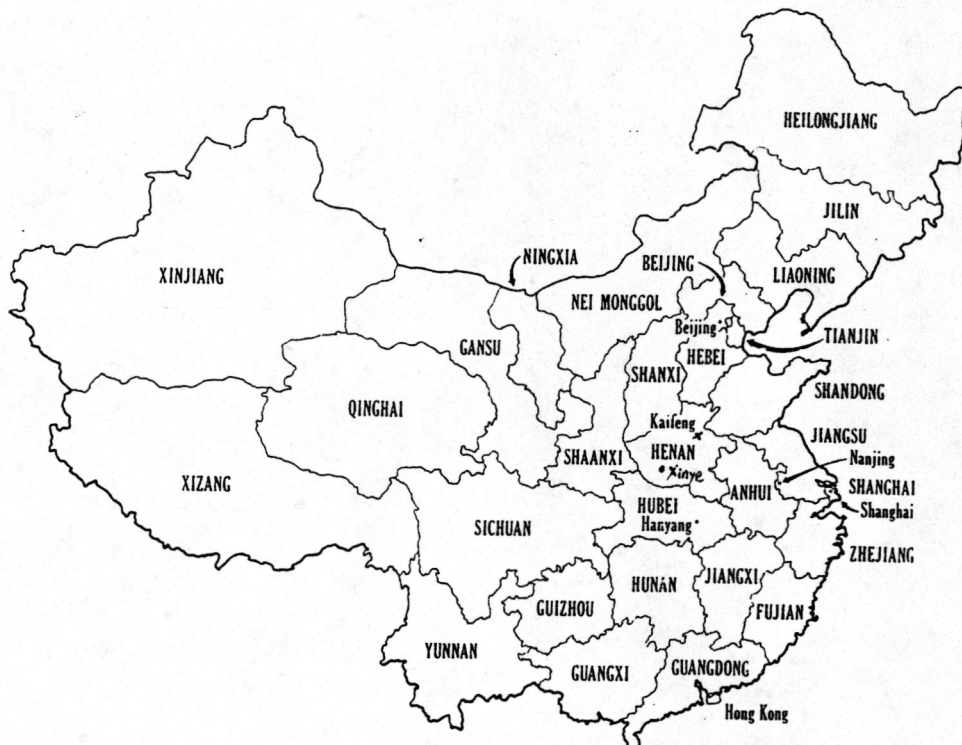 HEILONGJIANG
JILIN
NINGXIA
BEIJING
LIAONING
XINJIANG
NEI MONGGOL
Beijing
TIANJIN
GANSU
HEBEI
SHANXI
SHANDONG
QINGHAI
Kaifeng
JIANGSU
HENAN
SHAANXI
Nanjing
Xinye
XIZANG
ANHUI
SHANGHAI
HUBEI
Shanghai
Hanyang
SICHUAN
ZHEJIANG
JIANGXI
HUNAN
GUIZHOU
FUJIAN
YUNNAN
GUANGXI
GUANGDONG
Hong Kong